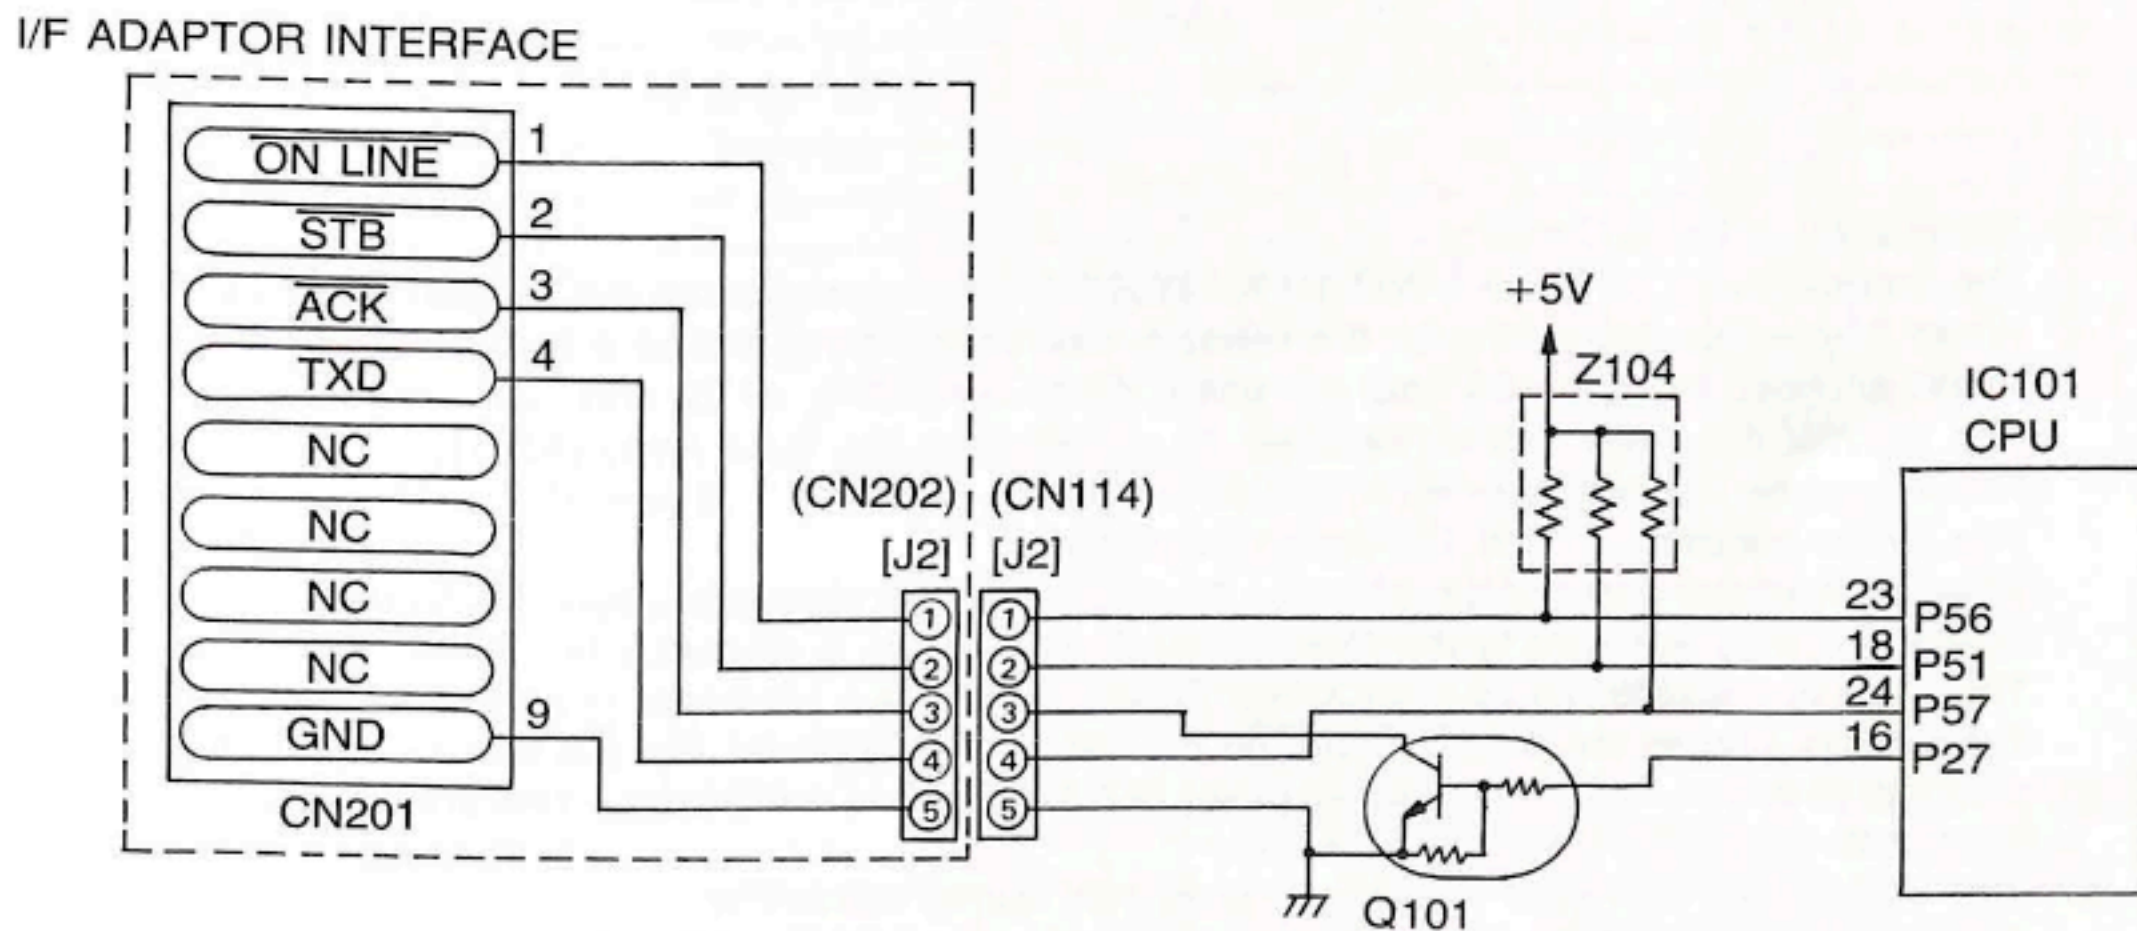 I/F ADAPTOR INTERFACE
ON LINE
1
STB
2
ACK
3
TXD
4
NC
NC
NC
NC
GND
9
CN201
(CN202)
[J2]
1
2
3
4
5
(CN114)
[J2]
1
2
3
4
5
+5V
Z104
Q101
IC101
CPU
23
P56
18
P51
24
P57
16
P27